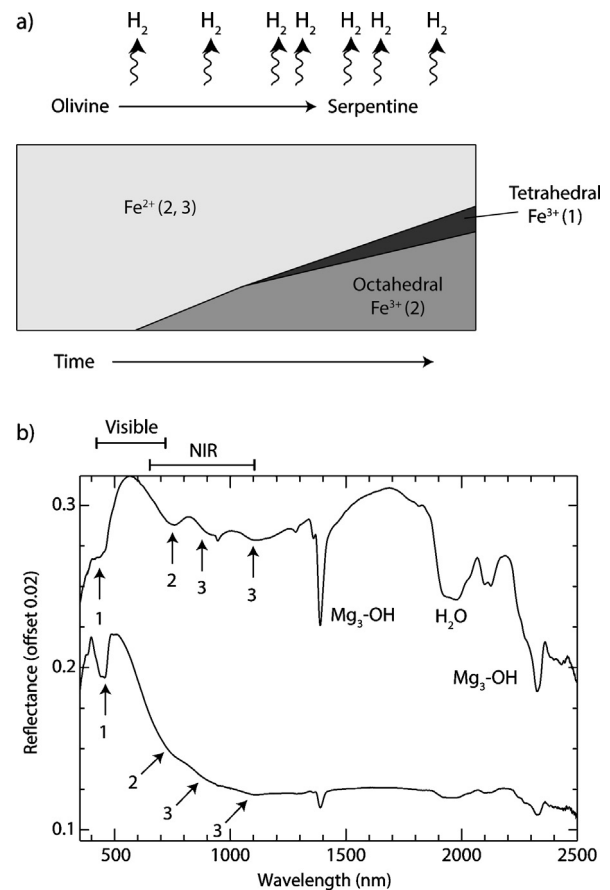 a)
H₂ H₂ H₂ H₂ H₂ H₂ H₂
Olivine Serpentine
Fe²⁺ (2, 3)
Tetrahedral
Fe³⁺ (1)
Octahedral
Fe³⁺ (2)
Time
b)
Visible
NIR
Reflectance (offset 0.02)
0.3
0.2
0.1
1
2
3
3
Mg₃-OH
H₂O
Mg₃-OH
1
2
3
3
500 1000 1500 2000 2500
Wavelength (nm)